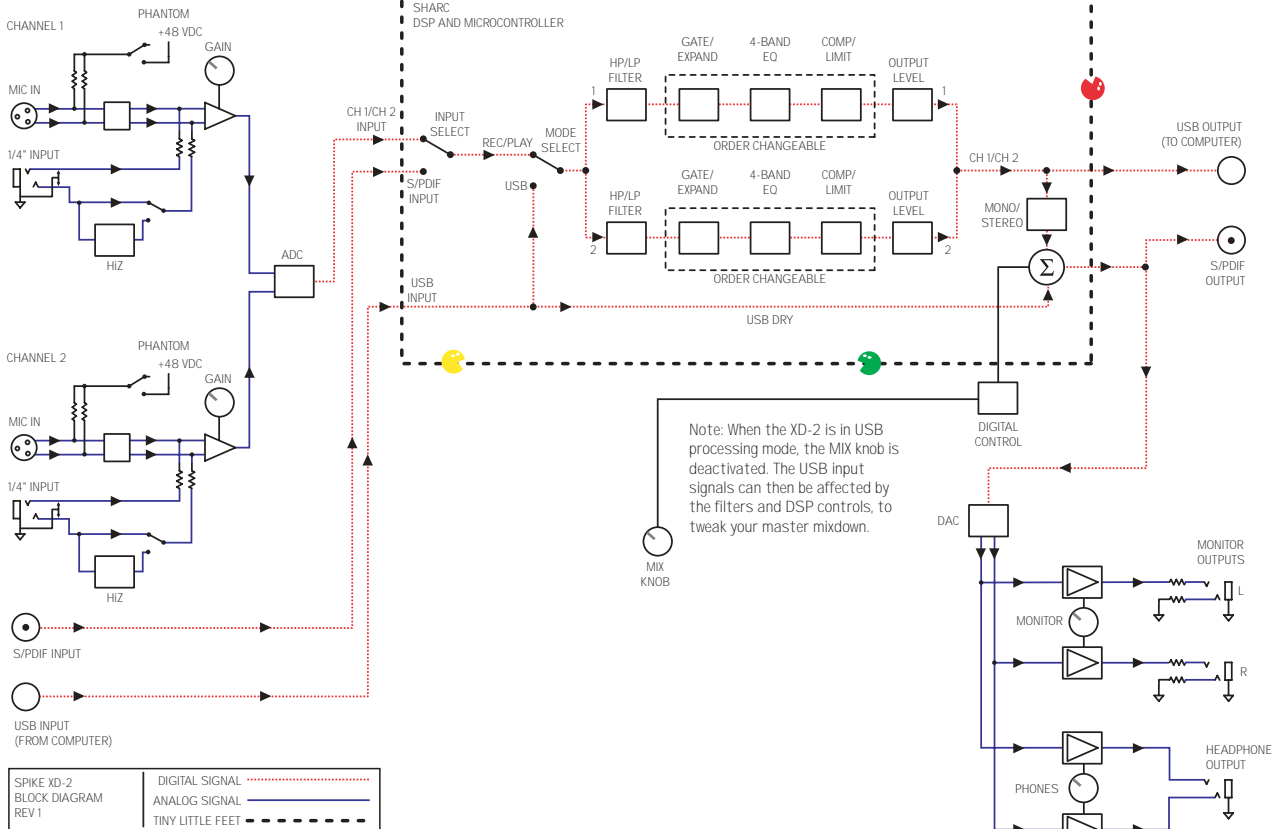 SHARC
DSP AND MICROCONTROLLER
CHANNEL 1
PHANTOM
+48 VDC
GAIN
MIC IN
1/4" INPUT
HiZ
ADC
CH 1/CH 2
INPUT
INPUT
SELECT
S/PDIF
INPUT
REC/PLAY
MODE
SELECT
USB
1
HP/LP
FILTER
GATE/
EXPAND
4-BAND
EQ
COMP/
LIMIT
OUTPUT
LEVEL
1
ORDER CHANGEABLE
2
HP/LP
FILTER
GATE/
EXPAND
4-BAND
EQ
COMP/
LIMIT
OUTPUT
LEVEL
2
ORDER CHANGEABLE
CH 1/CH 2
MONO/
STEREO
Σ
USB OUTPUT
(TO COMPUTER)
S/PDIF
OUTPUT
USB
INPUT
USB DRY
CHANNEL 2
PHANTOM
+48 VDC
GAIN
MIC IN
1/4" INPUT
HiZ
DIGITAL
CONTROL
Note: When the XD-2 is in USB
processing mode, the MIX knob is
deactivated. The USB input
signals can then be affected by
the filters and DSP controls, to
tweak your master mixdown.
MIX
KNOB
DAC
MONITOR
OUTPUTS
L
MONITOR
R
HEADPHONE
OUTPUT
PHONES
S/PDIF INPUT
USB INPUT
(FROM COMPUTER)
SPIKE XD-2
BLOCK DIAGRAM
REV 1
DIGITAL SIGNAL
ANALOG SIGNAL
TINY LITTLE FEET